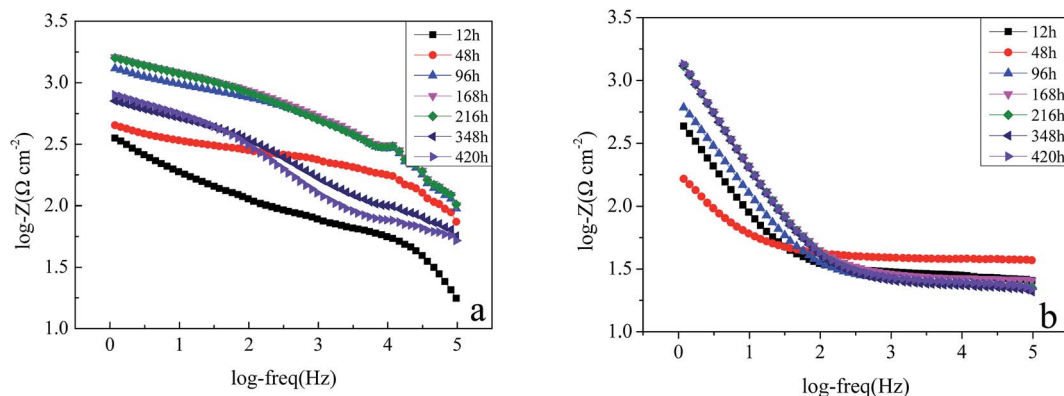 3.5
3.0
2.5
2.0
1.5
1.0
log-Z(Ω cm⁻²)
0 1 2 3 4 5
log-freq(Hz)
12h
48h
96h
168h
216h
348h
420h
a
3.5
3.0
2.5
2.0
1.5
1.0
log-Z(Ω cm⁻²)
0 1 2 3 4 5
log-freq(Hz)
12h
48h
96h
168h
216h
348h
420h
b